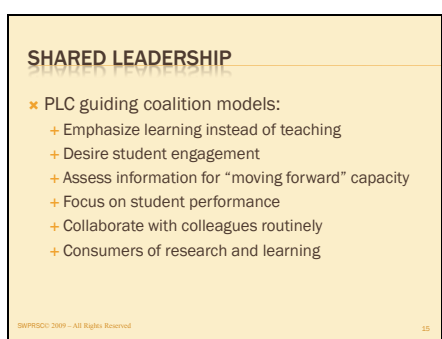 SHARED LEADERSHIP
× PLC guiding coalition models:
+ Emphasize learning instead of teaching
+ Desire student engagement
+ Assess information for “moving forward” capacity
+ Focus on student performance
+ Collaborate with colleagues routinely
+ Consumers of research and learning
SWPRSC© 2009 – All Rights Reserved
15